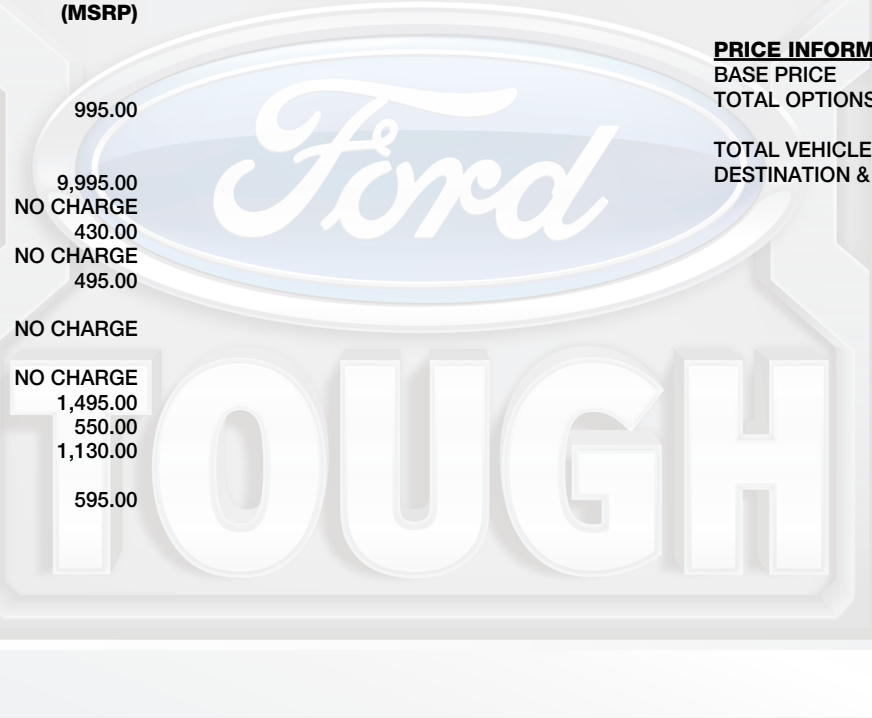 (MSRP)
995.00
9,995.00
NO CHARGE
430.00
NO CHARGE
495.00
NO CHARGE
NO CHARGE
1,495.00
550.00
1,130.00
595.00
PRICE INFORM
BASE PRICE
TOTAL OPTIONS
TOTAL VEHICLE
DESTINATION &
Ford
TOUGH